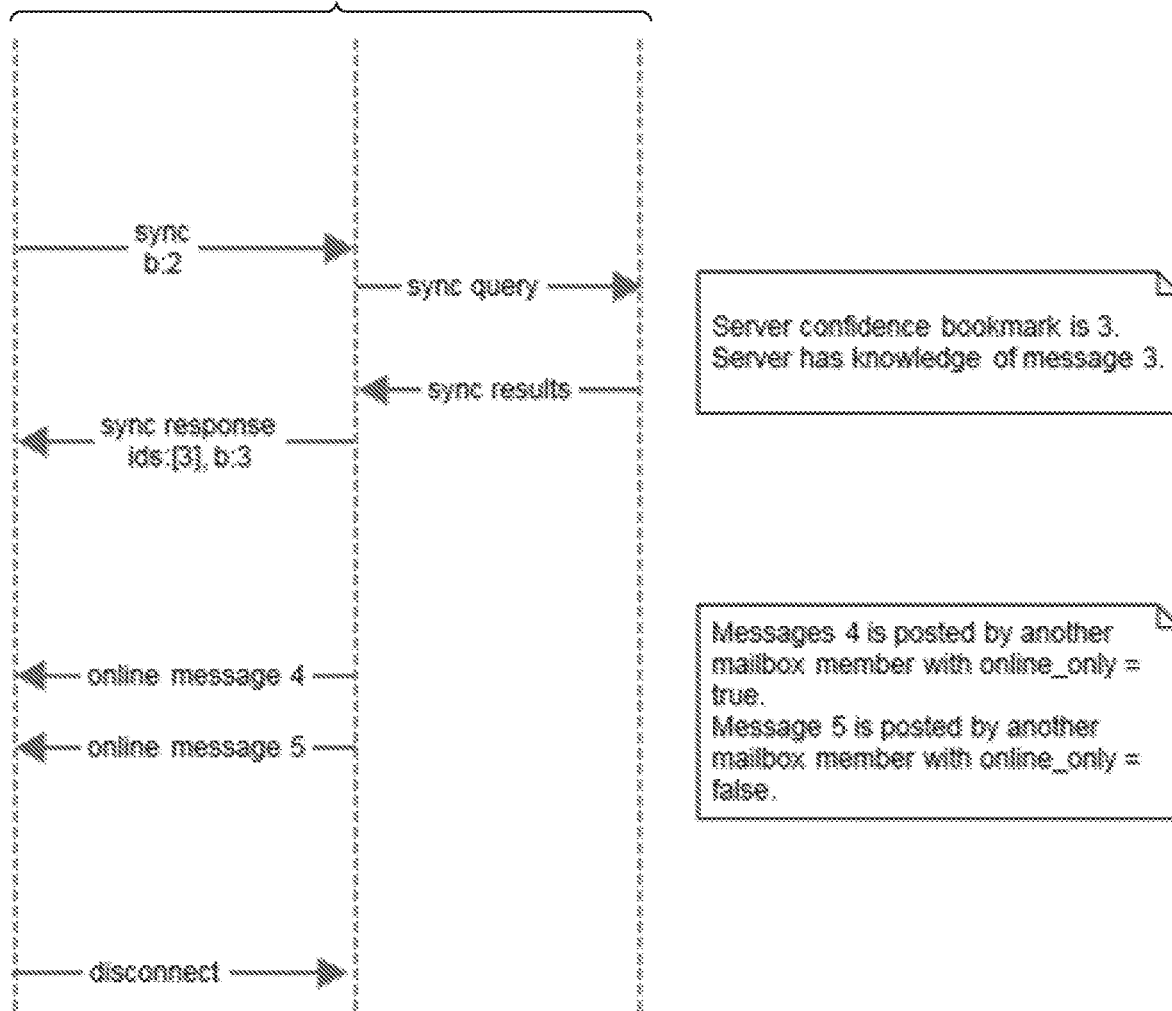 sync
b:2
sync query
Server confidence bookmark is 3.
Server has knowledge of message 3.
sync results
sync response
ids:[3], b:3
Messages 4 is posted by another
mailbox member with online_only =
true.
Message 5 is posted by another
mailbox member with online_only =
false.
online message 4
online message 5
disconnect